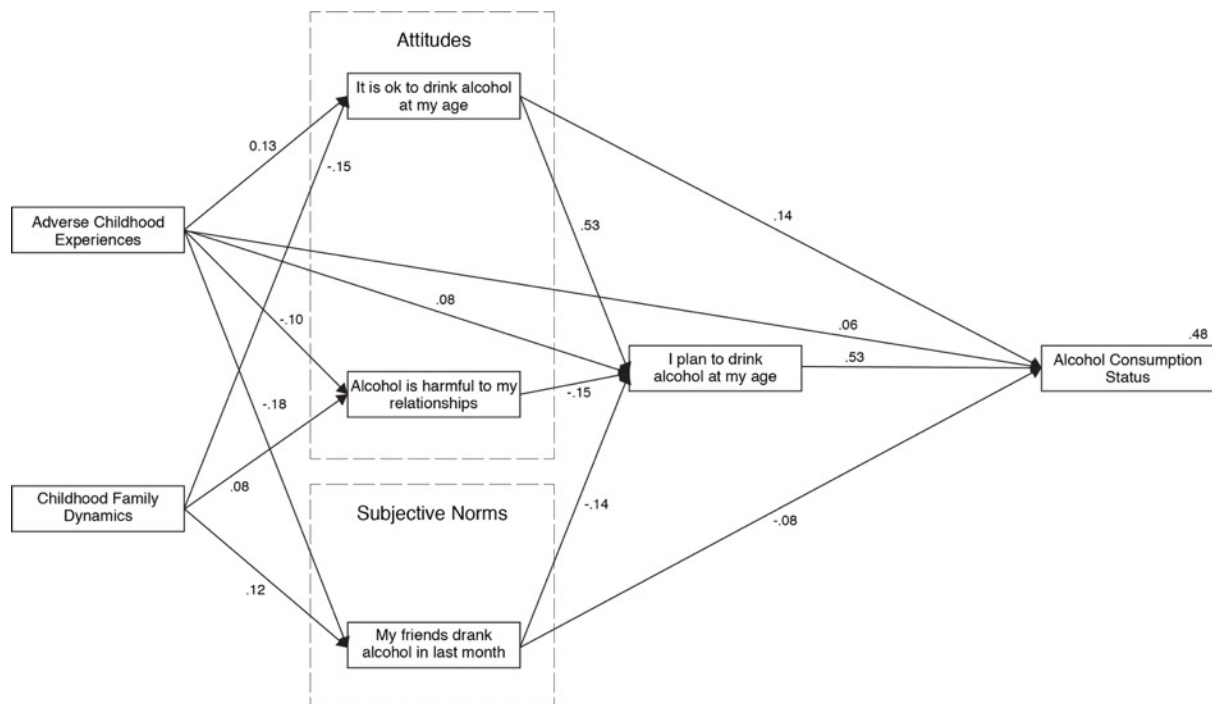 Attitudes
It is ok to drink alcohol
at my age
0.13
-.15
Adverse Childhood
Experiences
.14
.53
.08
-.10
.06
.48
I plan to drink
alcohol at my age
.53
Alcohol Consumption
Status
Alcohol is harmful to my
relationships
-.15
-.18
.08
Childhood Family
Dynamics
Subjective Norms
-.14
-.08
.12
My friends drank
alcohol in last month